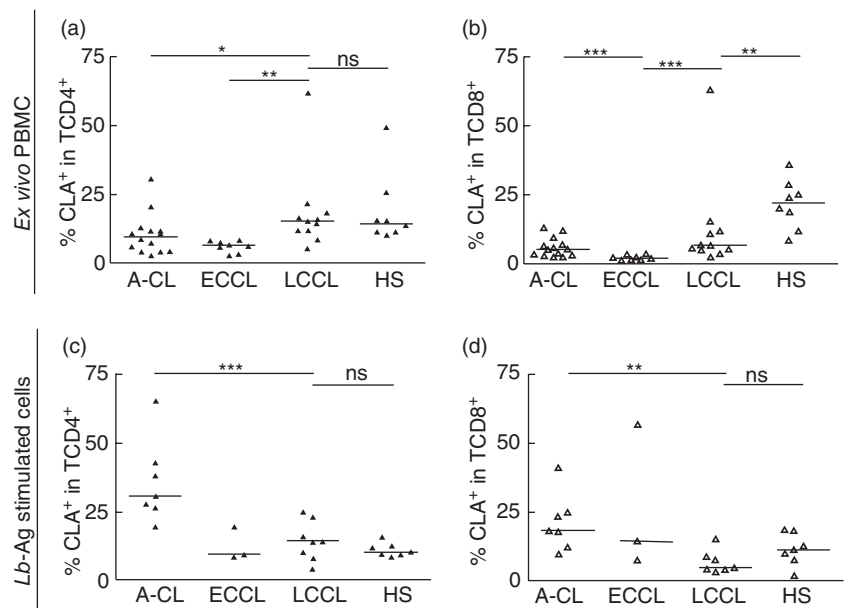 Ex vivo PBMC
(a)
% CLA⁺ in TCD4⁺
75
50
25
0
*
**
ns
A-CL ECCL LCCL HS
(b)
% CLA⁺ in TCD8⁺
75
50
25
0
***
***
**
A-CL ECCL LCCL HS
Lb-Ag stimulated cells
(c)
% CLA⁺ in TCD4⁺
75
50
25
0
***
ns
A-CL ECCL LCCL HS
(d)
% CLA⁺ in TCD8⁺
75
50
25
0
**
ns
A-CL ECCL LCCL HS